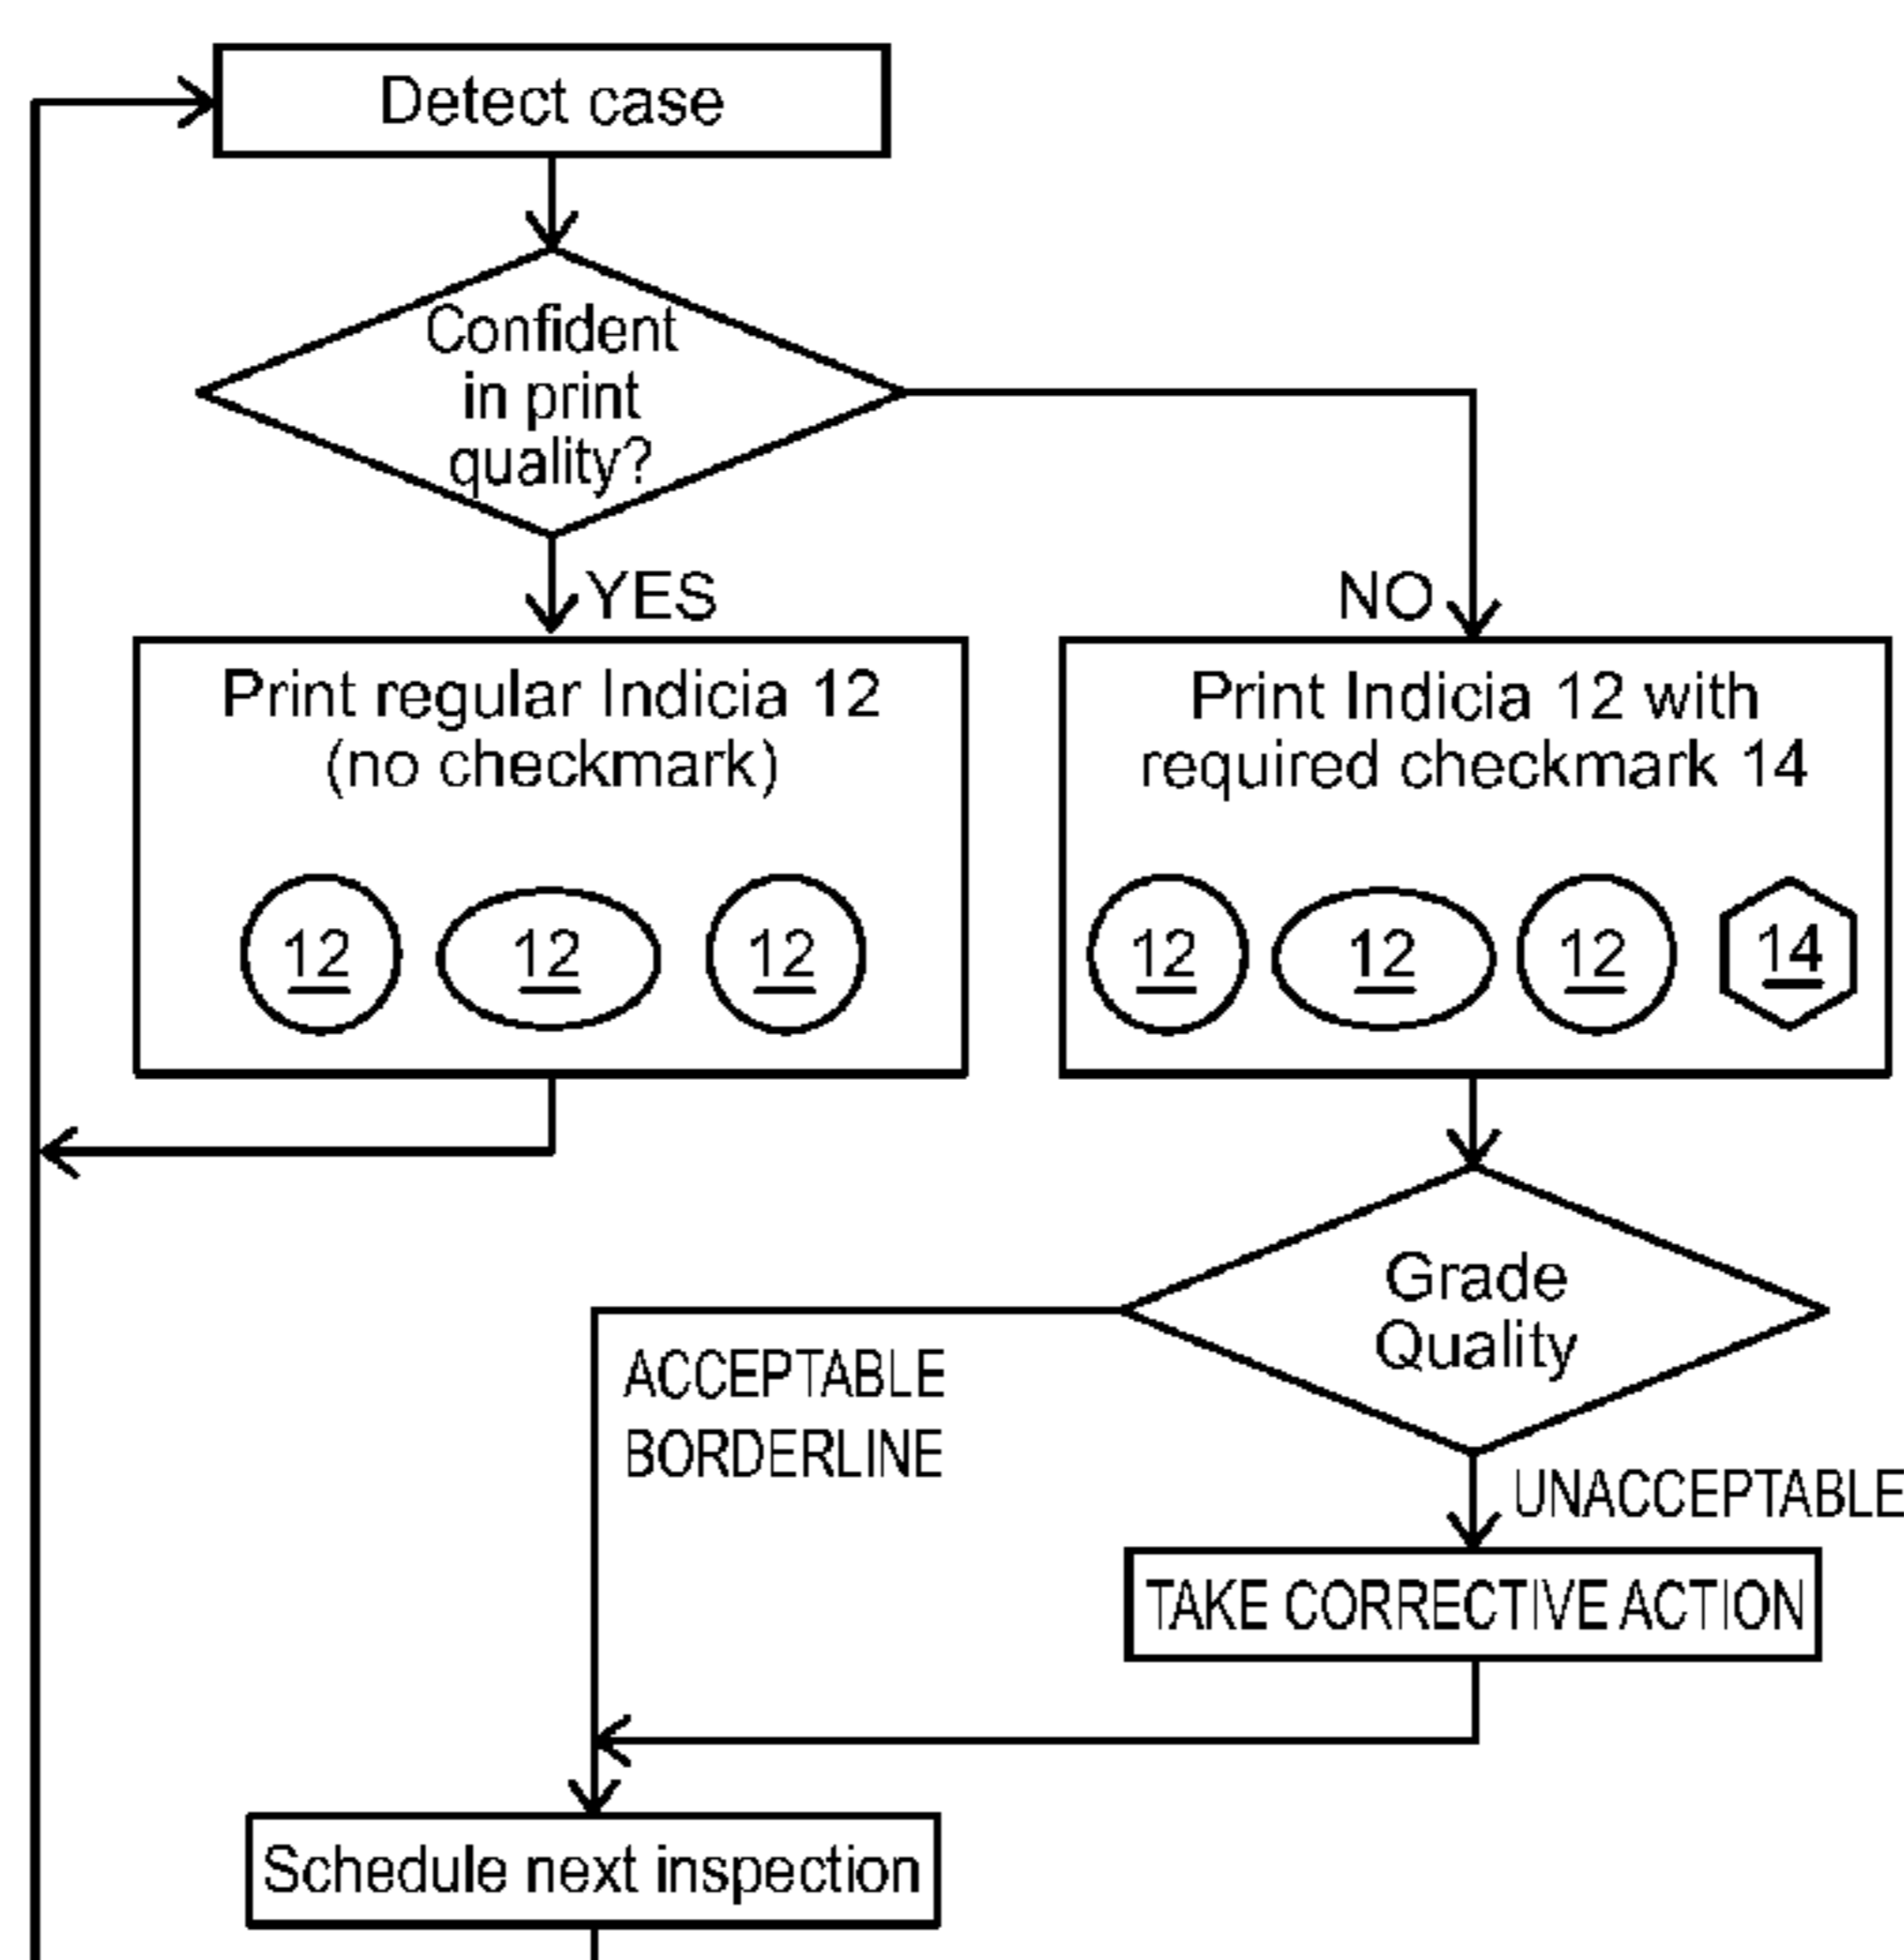 Detect case
Confident
in print
quality?
YES
NO
Print regular Indicia 12
(no checkmark)
12 12 12
Print Indicia 12 with
required checkmark 14
12 12 12 14
Grade
Quality
ACCEPTABLE
BORDERLINE
UNACCEPTABLE
TAKE CORRECTIVE ACTION
Schedule next inspection